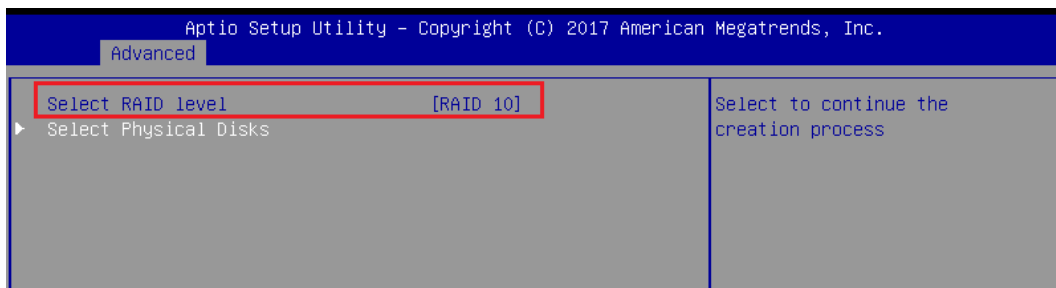 Aptio Setup Utility – Copyright (C) 2017 American Megatrends, Inc.
Advanced
Select RAID level [RAID 10]
Select Physical Disks
Select to continue the
creation process